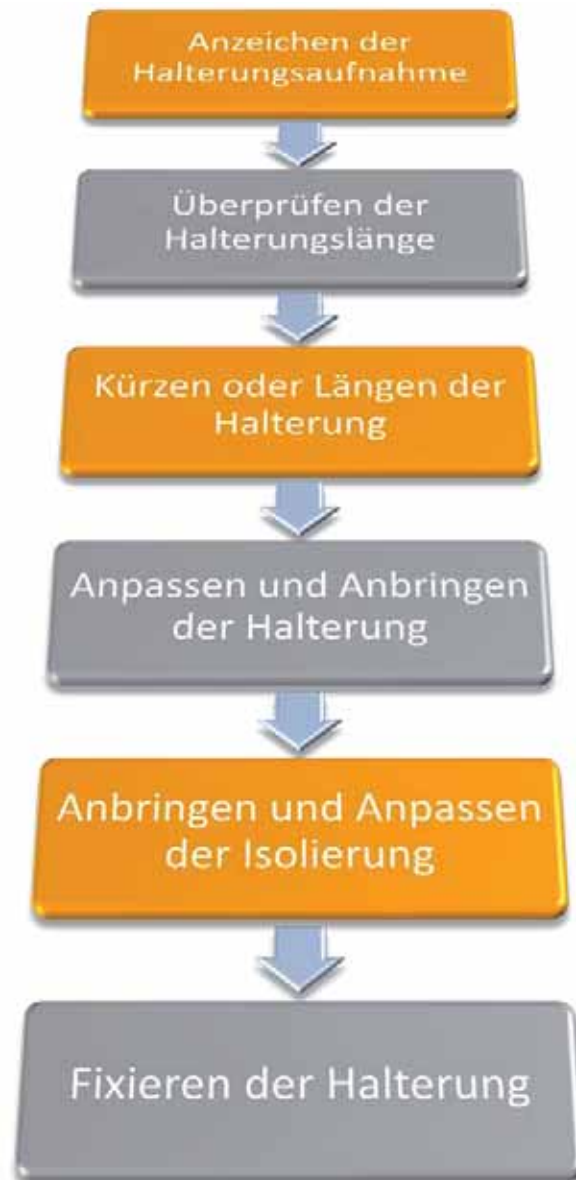 Anzeichen der
Halterungsaufnahme
Überprüfen der
Halterungslänge
Kürzen oder Längen der
Halterung
Anpassen und Anbringen
der Halterung
Anbringen und Anpassen
der Isolierung
Fixieren der Halterung